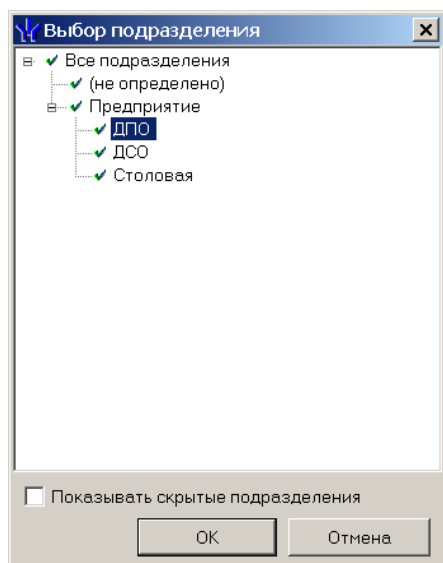 Выбор подразделения
Все подразделения
(не определено)
Предприятие
ДПО
ДСО
Столовая
Показывать скрытые подразделения
OK
Отмена